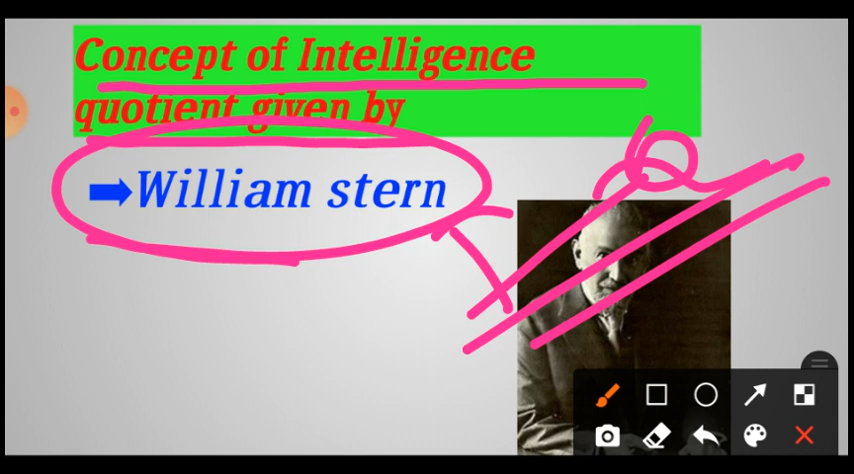 Concept of Intelligence
quotient given by
William stern